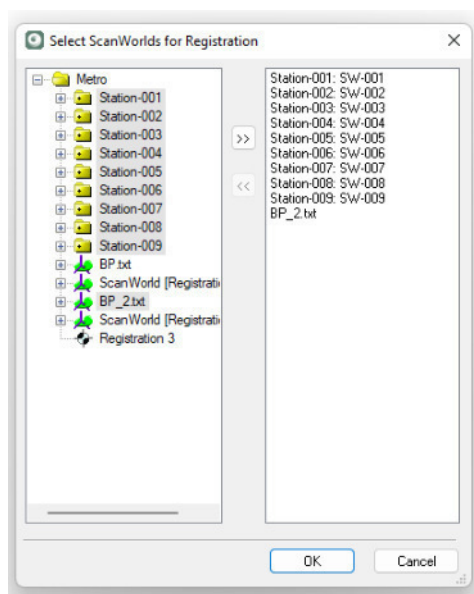 Select ScanWorlds for Registration
Metro
Station-001
Station-002
Station-003
Station-004
Station-005
Station-006
Station-007
Station-008
Station-009
BP.txt
ScanWorld [Registrati
BP_2.txt
ScanWorld [Registrati
Registration 3
>>
<<
Station-001: SW-001
Station-002: SW-002
Station-003: SW-003
Station-004: SW-004
Station-005: SW-005
Station-006: SW-006
Station-007: SW-007
Station-008: SW-008
Station-009: SW-009
BP_2.txt
OK
Cancel